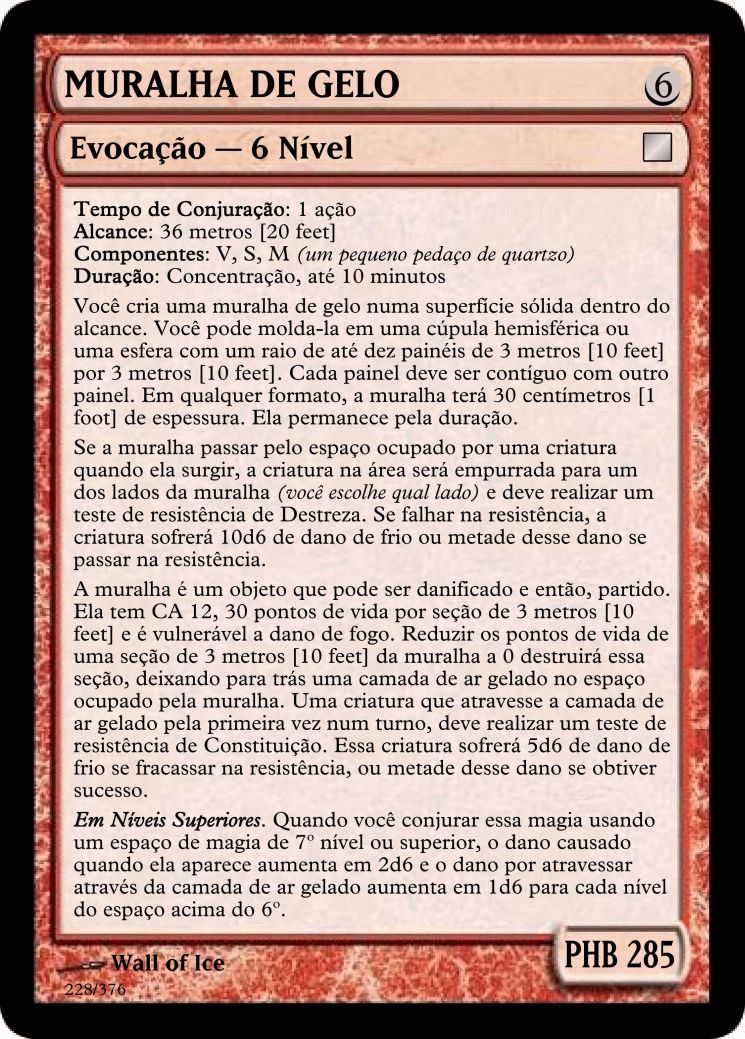 MURALHA DE GELO
6
Evocação — 6 Nível
Tempo de Conjuração: 1 ação
Alcance: 36 metros [20 feet]
Componentes: V, S, M (um pequeno pedaço de quartzo)
Duração: Concentração, até 10 minutos
Você cria uma muralha de gelo numa superfície sólida dentro do
alcance. Você pode molda-la em uma cúpula hemisférica ou
uma esfera com um raio de até dez painéis de 3 metros [10 feet]
por 3 metros [10 feet]. Cada painel deve ser contíguo com outro
painel. Em qualquer formato, a muralha terá 30 centímetros [1
foot] de espessura. Ela permanece pela duração.
Se a muralha passar pelo espaço ocupado por uma criatura
quando ela surgir, a criatura na área será empurrada para um
dos lados da muralha (você escolhe qual lado) e deve realizar um
teste de resistência de Destreza. Se falhar na resistência, a
criatura sofrerá 10d6 de dano de frio ou metade desse dano se
passar na resistência.
A muralha é um objeto que pode ser danificado e então, partido.
Ela tem CA 12, 30 pontos de vida por seção de 3 metros [10
feet] e é vulnerável a dano de fogo. Reduzir os pontos de vida de
uma seção de 3 metros [10 feet] da muralha a 0 destruirá essa
seção, deixando para trás uma camada de ar gelado no espaço
ocupado pela muralha. Uma criatura que atravesse a camada de
ar gelado pela primeira vez num turno, deve realizar um teste de
resistência de Constituição. Essa criatura sofrerá 5d6 de dano de
frio se fracassar na resistência, ou metade desse dano se obtiver
sucesso.
Em Níveis Superiores. Quando você conjurar essa magia usando
um espaço de magia de 7º nível ou superior, o dano causado
quando ela aparece aumenta em 2d6 e o dano por atravessar
através da camada de ar gelado aumenta em 1d6 para cada nível
do espaço acima do 6º.
PHB 285
Wall of Ice
228/376